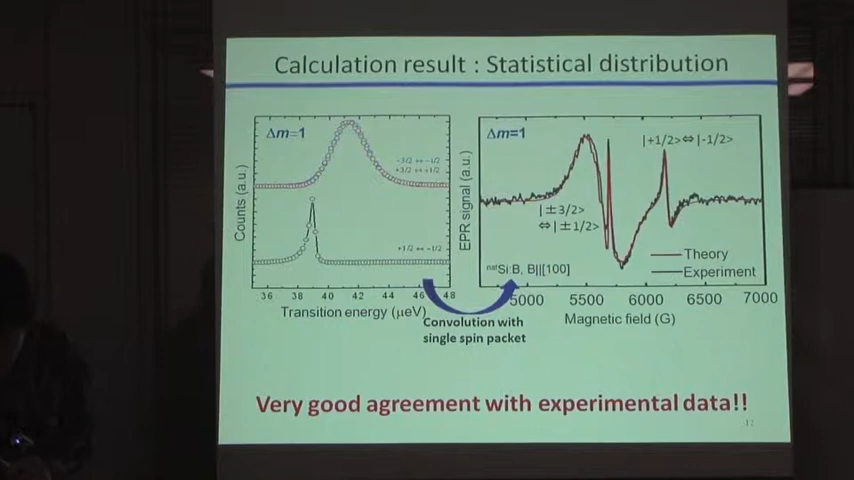 Calculation result : Statistical distribution
Δm=1
−3/2 ↔ −1/2
+3/2 ↔ +1/2
+1/2 ↔ −1/2
Counts (a.u.)
36 38 40 42 44 46 48
Transition energy (μeV)
Δm=1
|+1/2>⇔|-1/2>
|±3/2>
⇔|±1/2>
Theory
Experiment
natSi:B, B||[100]
EPR signal (a.u.)
5000 5500 6000 6500 7000
Magnetic field (G)
Convolution with
single spin packet
Very good agreement with experimental data!!
12